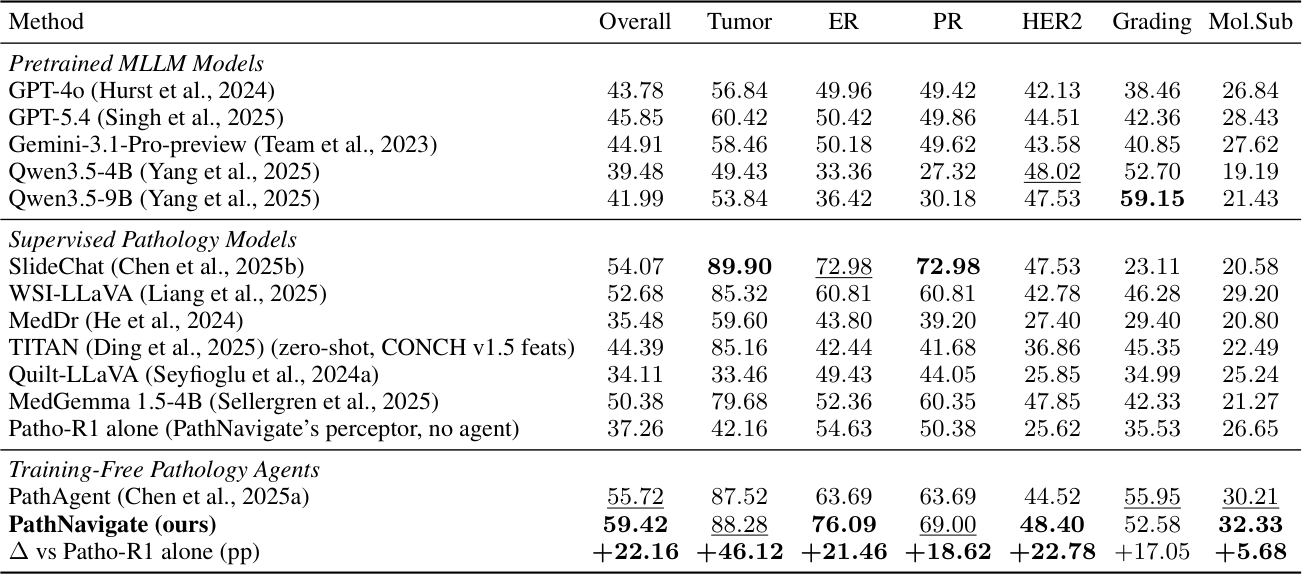 Method Overall Tumor ER PR HER2 Grading Mol.Sub
Pretrained MLLM Models
GPT-4o (Hurst et al., 2024) 43.78 56.84 49.96 49.42 42.13 38.46 26.84
GPT-5.4 (Singh et al., 2025) 45.85 60.42 50.42 49.86 44.51 42.36 28.43
Gemini-3.1-Pro-preview (Team et al., 2023) 44.91 58.46 50.18 49.62 43.58 40.85 27.62
Qwen3.5-4B (Yang et al., 2025) 39.48 49.43 33.36 27.32 48.02 52.70 19.19
Qwen3.5-9B (Yang et al., 2025) 41.99 53.84 36.42 30.18 47.53 59.15 21.43
Supervised Pathology Models
SlideChat (Chen et al., 2025b) 54.07 89.90 72.98 72.98 47.53 23.11 20.58
WSI-LLaVA (Liang et al., 2025) 52.68 85.32 60.81 60.81 42.78 46.28 29.20
MedDr (He et al., 2024) 35.48 59.60 43.80 39.20 27.40 29.40 20.80
TITAN (Ding et al., 2025) (zero-shot, CONCH v1.5 feats) 44.39 85.16 42.44 41.68 36.86 45.35 22.49
Quilt-LLaVA (Seyfioglu et al., 2024a) 34.11 33.46 49.43 44.05 25.85 34.99 25.24
MedGemma 1.5-4B (Sellergren et al., 2025) 50.38 79.68 52.36 60.35 47.85 42.33 21.27
Patho-R1 alone (PathNavigate's perceptor, no agent) 37.26 42.16 54.63 50.38 25.62 35.53 26.65
Training-Free Pathology Agents
PathAgent (Chen et al., 2025a) 55.72 87.52 63.69 63.69 44.52 55.95 30.21
PathNavigate (ours) 59.42 88.28 76.09 69.00 48.40 52.58 32.33
Δ vs Patho-R1 alone (pp) +22.16 +46.12 +21.46 +18.62 +22.78 +17.05 +5.68